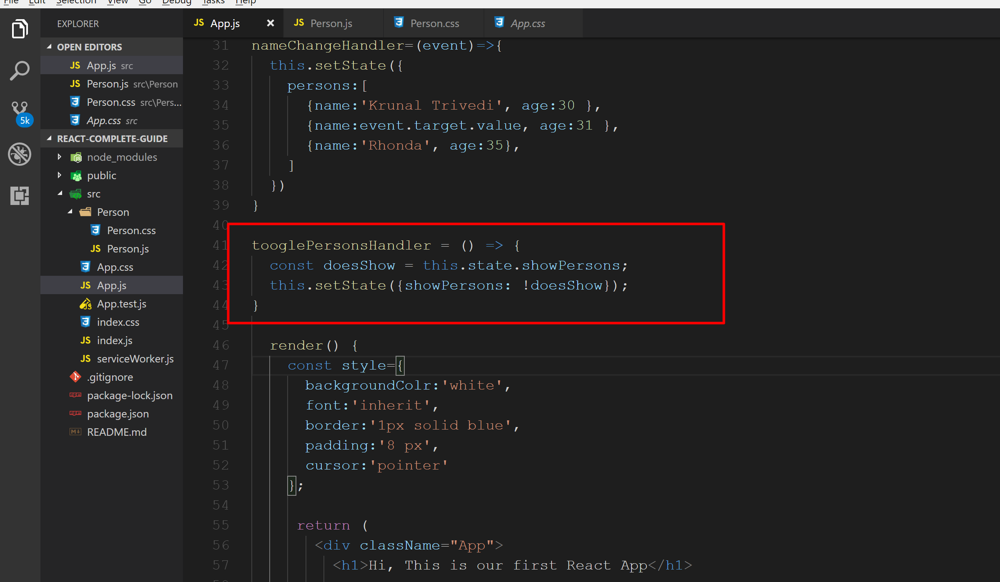 File Edit Selection View Go Debug Tasks Help
EXPLORER
OPEN EDITORS
JS App.js src
JS Person.js src\Person
Person.css src\Pers...
App.css src
5k
REACT-COMPLETE-GUIDE
node_modules
public
src
Person
Person.css
JS Person.js
App.css
JS App.js
App.test.js
index.css
JS index.js
JS serviceWorker.js
.gitignore
package-lock.json
package.json
README.md
JS App.js × JS Person.js Person.css App.css
31 nameChangeHandler=(event)=>{
32 this.setState({
33 persons:[
34 {name:'Krunal Trivedi', age:30 },
35 {name:event.target.value, age:31 },
36 {name:'Rhonda', age:35},
37 ]
38 })
39 }
40
41 tooglePersonsHandler = () => {
42 const doesShow = this.state.showPersons;
43 this.setState({showPersons: !doesShow});
44 }
45
46 render() {
47 const style={
48 backgroundColr:'white',
49 font:'inherit',
50 border:'1px solid blue',
51 padding:'8 px',
52 cursor:'pointer'
53 };
54
55 return (
56 <div className="App">
57 <h1>Hi, This is our first React App</h1>